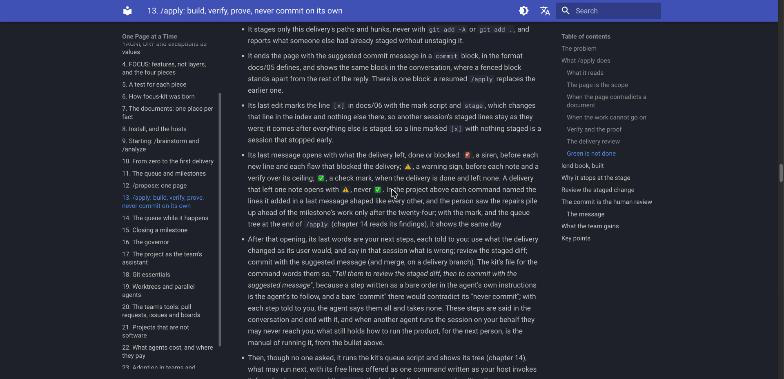 13. /apply: build, verify, prove, never commit on its own
Search
One Page at a Time
values
4. FOCUS: features, not layers, and the four pieces
5. A test for each piece
6. How focus-kit was born
7. The documents: one place per fact
8. Install, and the hosts
9. Starting: /brainstorm and /analyze
10. From zero to the first delivery
11. The queue and milestones
12. /propose: one page
13. /apply: build, verify, prove, never commit on its own
14. The queue while it happens
15. Closing a milestone
16. The governor
17. The project as the team's assistant
18. Git essentials
19. Worktrees and parallel agents
20. The team's tools: pull requests, issues and boards
21. Projects that are not software
22. What agents cost, and where they pay
23. Adopting in teams and
It stages only this delivery's paths and hunks, never with git add -A or git add ., and
reports what someone else had already staged without unstaging it.
It ends the page with the suggested commit message in a commit block, in the format
docs/05 defines, and shows the same block in the conversation, where a fenced block
stands apart from the rest of the reply. There is one block: a resumed /apply replaces the
earlier one.
Its last edit marks the line [x] in docs/06 with the mark script and stage, which changes
that line in the index and nothing else there, so another session's staged lines stay as they
were; it comes after everything else is staged, so a line marked [x] with nothing staged is a
session that stopped early.
Its last message opens with what the delivery left, done or blocked: 🚨, a siren, before each
new line and each flaw that blocked the delivery; ⚠️, a warning sign, before each note and a
verify over its ceiling; ✅, a check mark, when the delivery is done and left none. A delivery
that left one note opens with ⚠️, never ✅. In the project above each command named the
lines it added in a last message shaped like every other, and the person saw the repairs pile
up ahead of the milestone's work only after the twenty-four; with the mark, and the queue
tree at the end of /apply (chapter 14 reads its findings), it shows the same day.
After that opening, its last words are your next steps, each told to you: use what the delivery
changed as its user would, and say in that session what is wrong; review the staged diff;
commit with the suggested message (and merge, on a delivery branch). The kit's file for the
command words them so, "Tell them to review the staged diff, then to commit with the
suggested message", because a step written as a bare order in the agent's own instructions
is the agent's to follow, and a bare 'commit' there would contradict its "never commit"; with
each step told to you, the agent says them all and takes none. These steps are said in the
conversation and end with it, and when another agent runs the session on your behalf they
may never reach you; what still holds how to run the product, for the next person, is the
manual of running it, from the bullet above.
Then, though no one asked, it runs the kit's queue script and shows its tree (chapter 14),
what may run next, with its free lines offered as one command written as your host invokes
Table of contents
The problem
What /apply does
What it reads
The page is the scope
When the page contradicts a document
When the work cannot go on
Verify and the proof
The delivery review
Green is not done
lend book, built
Why it stops at the stage
Review the staged change
The commit is the human review
The message
What the team gains
Key points